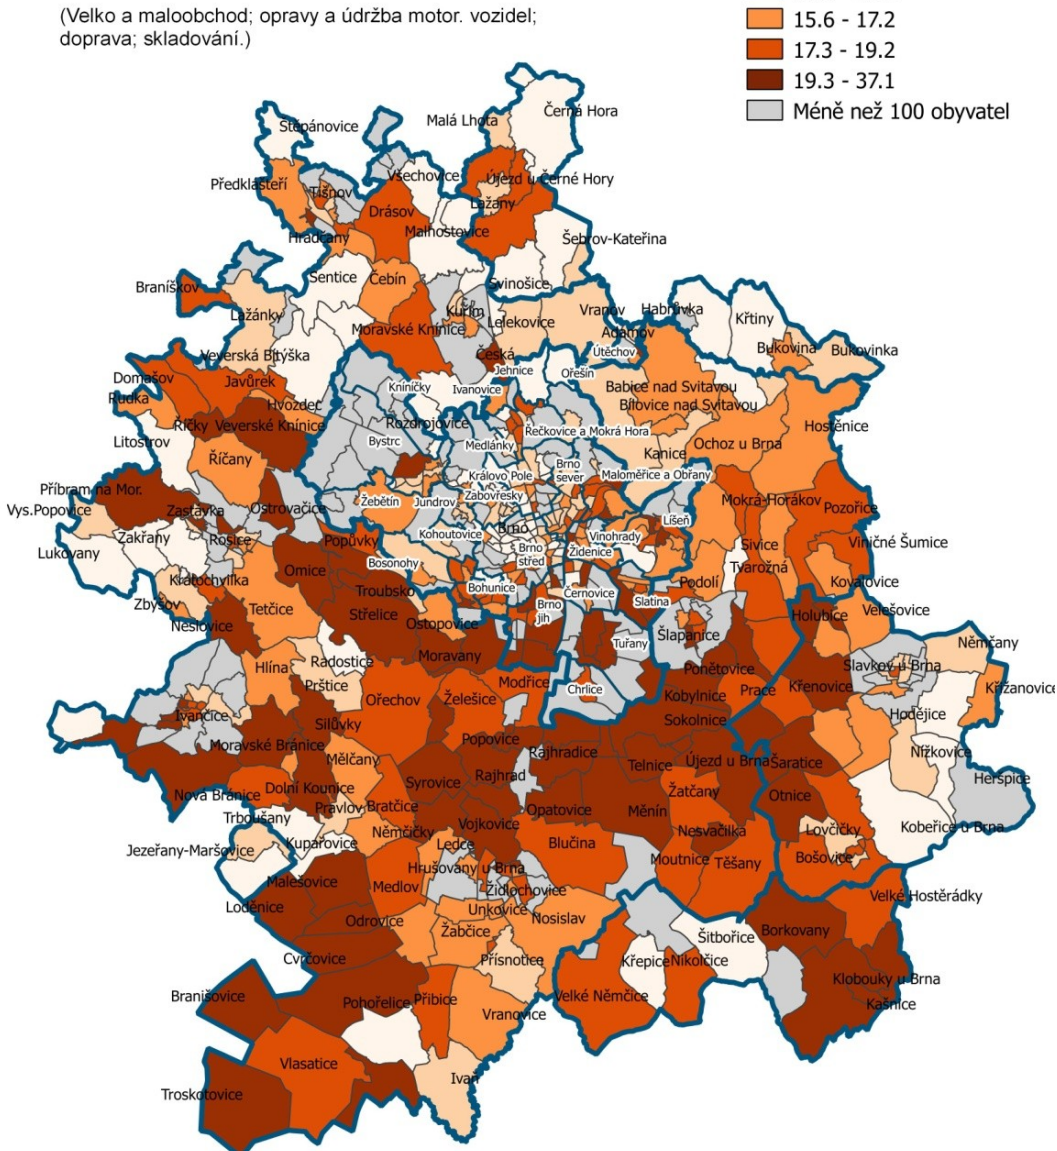 (Velko a maloobchod; opravy a údržba motor. vozidel;
doprava; skladování.)
15.6 - 17.2
17.3 - 19.2
19.3 - 37.1
Méně než 100 obyvatel
Černá Hora
Malá Lhota
Štěpánovice
Všechovice
Újezd u Černé Hory
Předklášteří
Tišnov
Lažany
Drásov
Malhostovice
Hradčany
Šebrov-Kateřina
Sentice
Čebín
Svinošice
Braníškov
Lažánky
Kuřim
Lelekovice
Vranov
Habrůvka
Křtiny
Moravské Knínice
Adamov
Útěchov
Bukovina
Bukovinka
Veverská Bítýška
Česká
Jehnice
Ořešín
Domašov
Javůrek
Kníničky
Ivanovice
Babice nad Svitavou
Rudka
Hvozdec
Bílovice nad Svitavou
Říčky
Veverské Knínice
Rozdrojovice
Řečkovice a Mokrá Hora
Hostěnice
Litostrov
Bystrc
Medlánky
Ochoz u Brna
Kanice
Říčany
Královo Pole
Brno
sever
Maloměřice a Obřany
Příbram na Mor.
Žebětín
Jundrov
Žabovřesky
Mokrá-Horákov
Pozořice
Vys.Popovice
Zastávka
Ostrovačice
Líšeň
Zakřany
Rosice
Popůvky
Kohoutovice
Brno
Vinohrady
Sivice
Viničné Šumice
Lukovany
Bosonohy
Brno
střed
Židenice
Tvarožná
Kovalovice
Kratochvilka
Omice
Troubsko
Bohunice
Černovice
Podolí
Zbýšov
Tetčice
Střelice
Ostopovice
Brno
jih
Slatina
Holubice
Velešovice
Neslovice
Moravany
Tuřany
Šlapanice
Němčany
Hlína
Radostice
Modřice
Ponětovice
Slavkov u Brna
Prštice
Ořechov
Želešice
Chrlice
Kobylnice
Prace
Křenovice
Křižanovice
Ivančice
Silůvky
Popovice
Sokolnice
Hodějice
Moravské Bránice
Rajhradice
Mělčany
Rajhrad
Telnice
Újezd u Brna
Šaratice
Nížkovice
Heršpice
Nová Bránice
Dolní Kounice
Syrovice
Žatčany
Otnice
Pravlov
Bratčice
Opatovice
Měnín
Trboušany
Vojkovice
Nesvačilka
Lovčičky
Kobeřice u Brna
Jezeřany-Maršovice
Kupařovice
Němčičky
Ledce
Blučina
Moutnice
Bošovice
Malešovice
Medlov
Hrušovany u Brna
Těšany
Loděnice
Židlochovice
Velké Hostěrádky
Odrovice
Unkovice
Nosislav
Žabčice
Šitbořice
Borkovany
Cvrčovice
Přísnotice
Křepice
Nikolčice
Klobouky u Brna
Branišovice
Pohořelice
Přibice
Velké Němčice
Kašnice
Vranovice
Vlasatice
Ivaň
Troskotovice